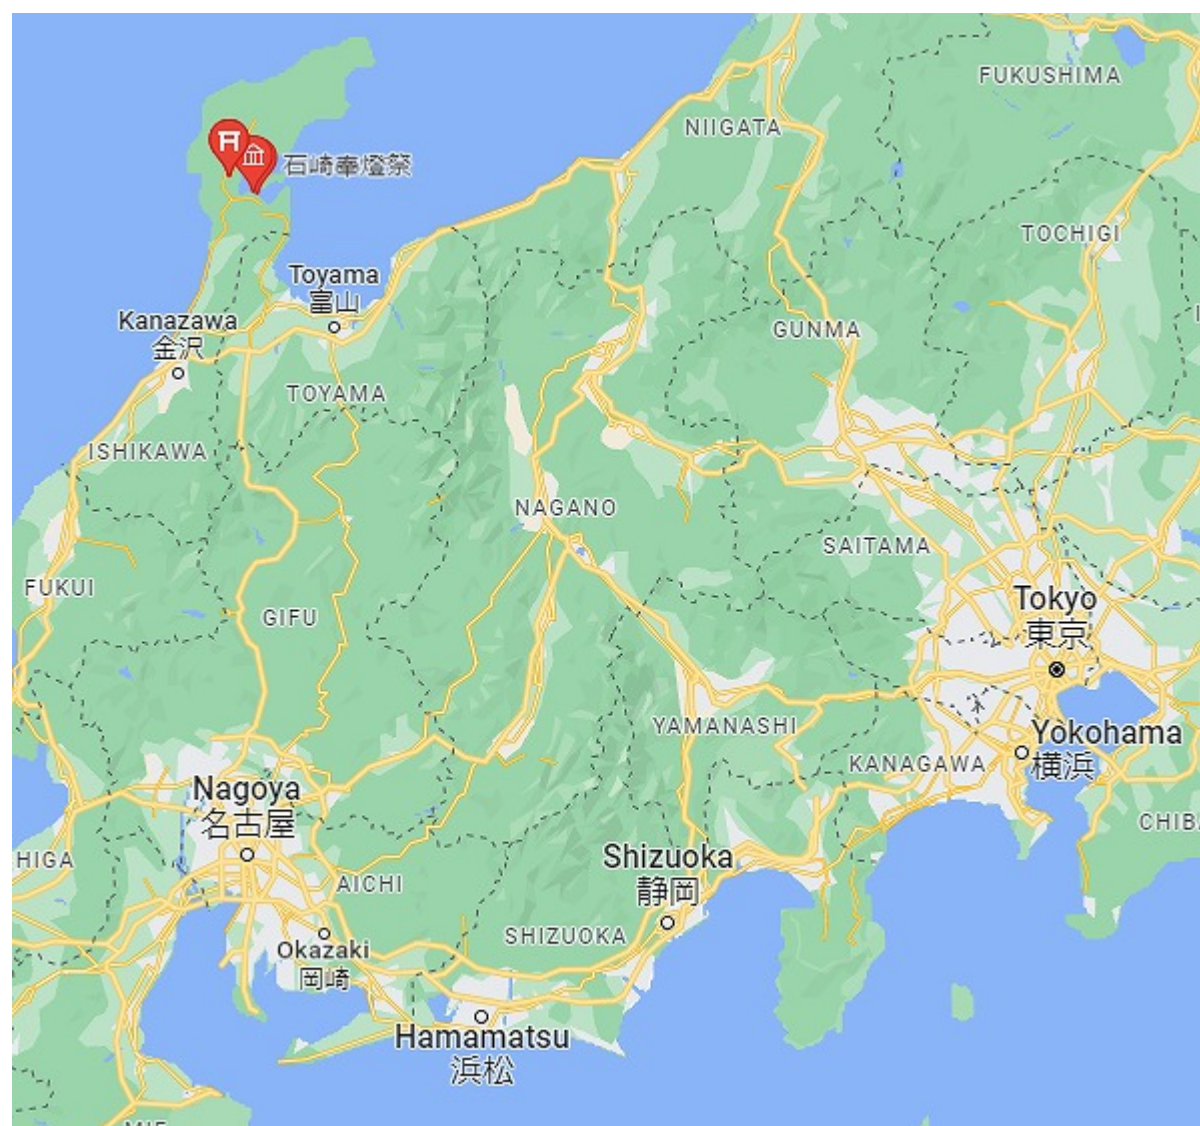 FUKUSHIMA
NIIGATA
石崎奉燈祭
TOCHIGI
Toyama
富山
Kanazawa
金沢
GUNMA
TOYAMA
ISHIKAWA
NAGANO
SAITAMA
FUKUI
Tokyo
東京
GIFU
YAMANASHI
Yokohama
横浜
KANAGAWA
Nagoya
名古屋
CHIB
HIGA
Shizuoka
静岡
AICHI
SHIZUOKA
Okazaki
岡崎
Hamamatsu
浜松